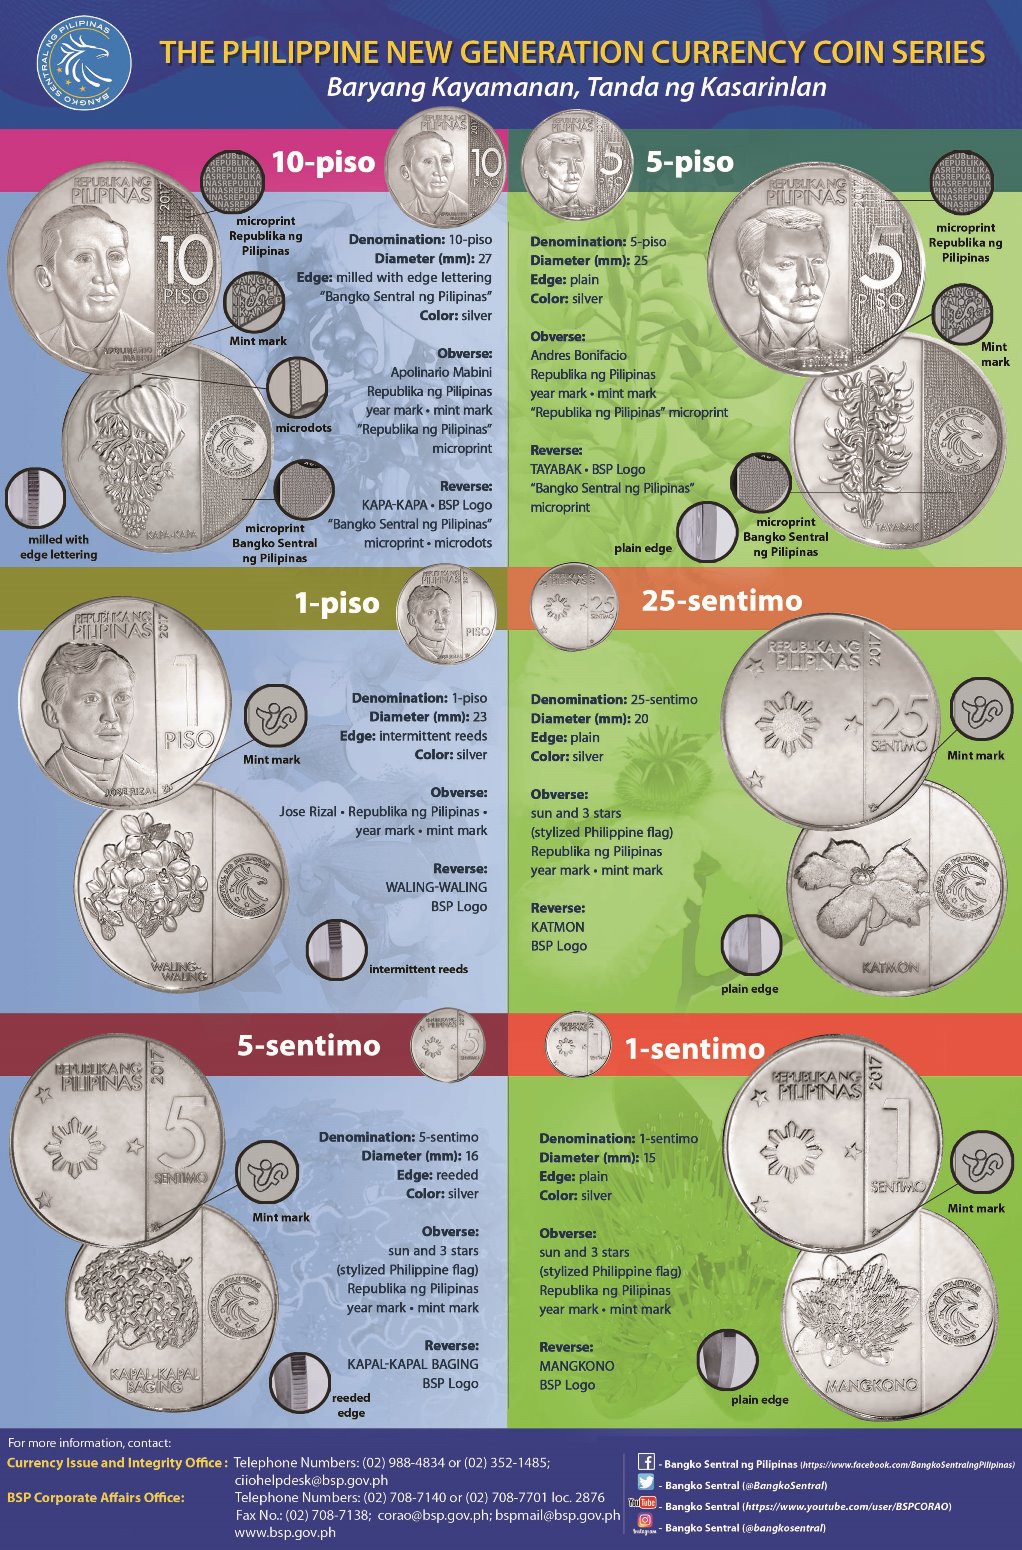 BANGKO SENTRAL NG PILIPINAS
THE PHILIPPINE NEW GENERATION CURRENCY COIN SERIES
Baryang Kayamanan, Tanda ng Kasarinlan
10-piso
REPUBLIKA NG
PILIPINAS
2017
10
PISO
APOLINARIO
MABINI
microprint
Republika ng
Pilipinas
Mint mark
microdots
KAPA-KAPA
milled with
edge lettering
microprint
Bangko Sentral
ng Pilipinas
Denomination: 10-piso
Diameter (mm): 27
Edge: milled with edge lettering
"Bangko Sentral ng Pilipinas"
Color: silver
Obverse:
Apolinario Mabini
Republika ng Pilipinas
year mark • mint mark
"Republika ng Pilipinas"
microprint
Reverse:
KAPA-KAPA • BSP Logo
"Bangko Sentral ng Pilipinas"
microprint • microdots
5-piso
Denomination: 5-piso
Diameter (mm): 25
Edge: plain
Color: silver
Obverse:
Andres Bonifacio
Republika ng Pilipinas
year mark • mint mark
"Republika ng Pilipinas" microprint
Reverse:
TAYABAK • BSP Logo
"Bangko Sentral ng Pilipinas"
microprint
REPUBLIKA NG
PILIPINAS
5
PISO
microprint
Republika ng
Pilipinas
Mint
mark
TAYABAK
plain edge
microprint
Bangko Sentral
ng Pilipinas
1-piso
REPUBLIKA NG
PILIPINAS
2017
1
PISO
JOSE RIZAL
Mint mark
WALING-
WALING
intermittent reeds
Denomination: 1-piso
Diameter (mm): 23
Edge: intermittent reeds
Color: silver
Obverse:
Jose Rizal • Republika ng Pilipinas •
year mark • mint mark
Reverse:
WALING-WALING
BSP Logo
25-sentimo
Denomination: 25-sentimo
Diameter (mm): 20
Edge: plain
Color: silver
Obverse:
sun and 3 stars
(stylized Philippine flag)
Republika ng Pilipinas
year mark • mint mark
Reverse:
KATMON
BSP Logo
REPUBLIKA NG
PILIPINAS
2017
25
SENTIMO
Mint mark
KATMON
plain edge
5-sentimo
REPUBLIKA NG
PILIPINAS
2017
5
SENTIMO
Mint mark
KAPAL-KAPAL
BAGING
reeded
edge
Denomination: 5-sentimo
Diameter (mm): 16
Edge: reeded
Color: silver
Obverse:
sun and 3 stars
(stylized Philippine flag)
Republika ng Pilipinas
year mark • mint mark
Reverse:
KAPAL-KAPAL BAGING
BSP Logo
1-sentimo
Denomination: 1-sentimo
Diameter (mm): 15
Edge: plain
Color: silver
Obverse:
sun and 3 stars
(stylized Philippine flag)
Republika ng Pilipinas
year mark • mint mark
Reverse:
MANGKONO
BSP Logo
REPUBLIKA NG
PILIPINAS
2017
1
SENTIMO
Mint mark
MANGKONO
plain edge
For more information, contact:
Currency Issue and Integrity Office : Telephone Numbers: (02) 988-4834 or (02) 352-1485;
ciiohelpdesk@bsp.gov.ph
BSP Corporate Affairs Office: Telephone Numbers: (02) 708-7140 or (02) 708-7701 loc. 2876
Fax No.: (02) 708-7138; corao@bsp.gov.ph; bspmail@bsp.gov.ph
www.bsp.gov.ph
- Bangko Sentral ng Pilipinas (https://www.facebook.com/BangkoSentralngPilipinas)
- Bangko Sentral (@BangkoSentral)
YouTube - Bangko Sentral (https://www.youtube.com/user/BSPCORAO)
Instagram - Bangko Sentral (@bangkosentral)